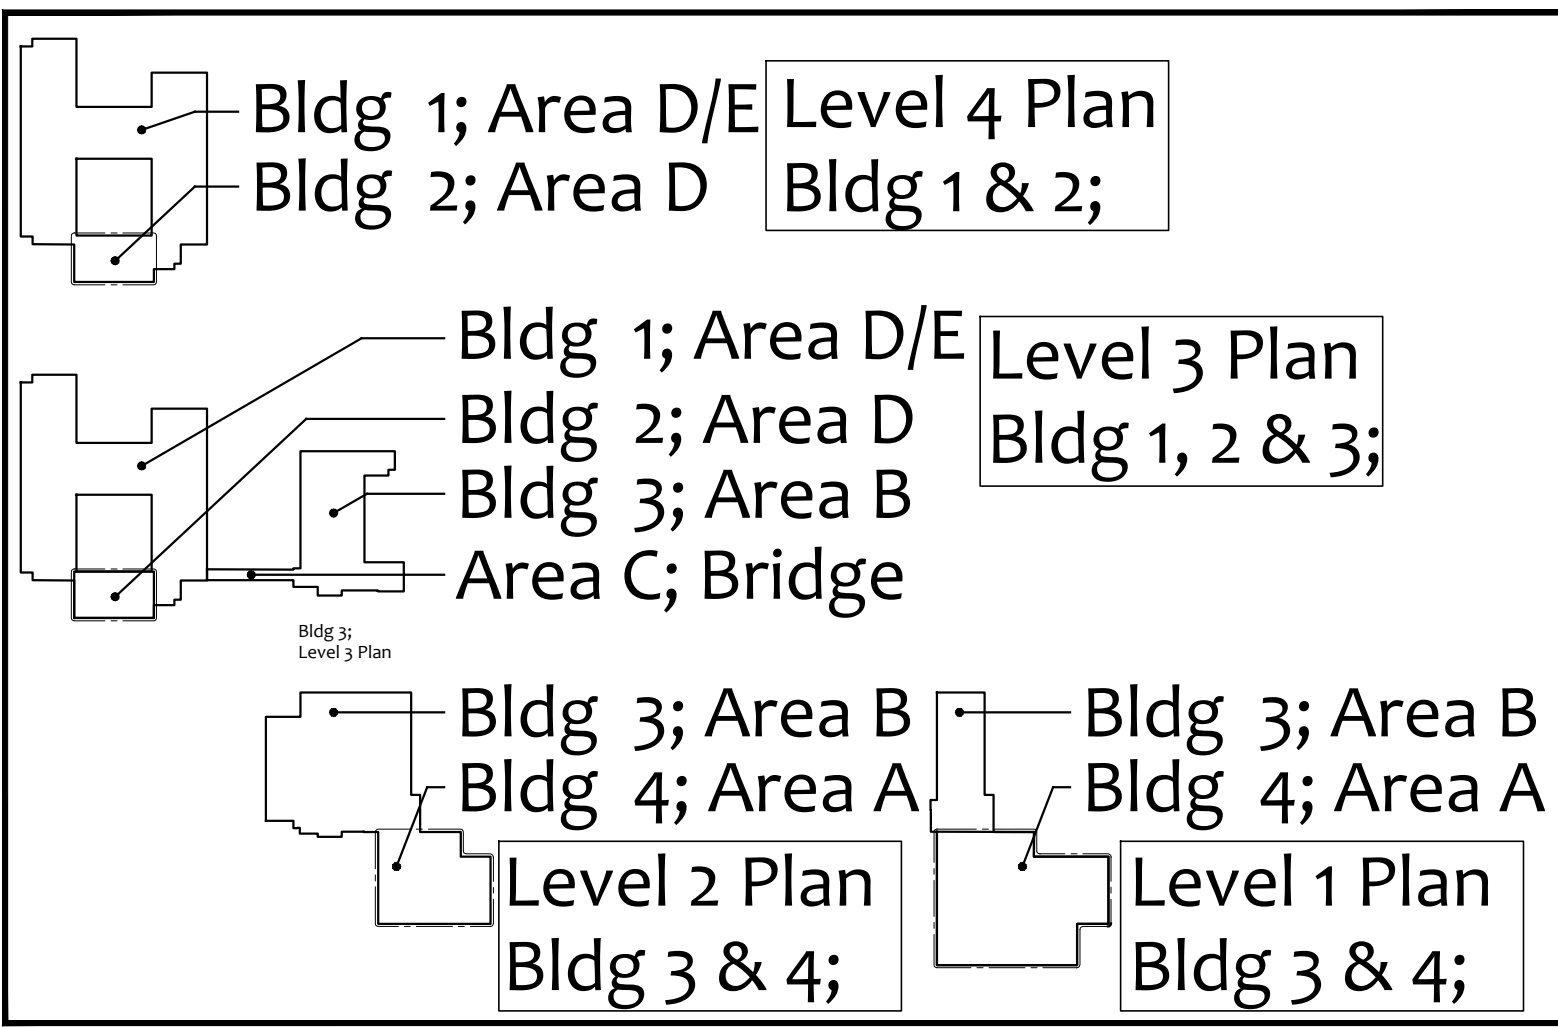 Bldg 1; Area D/E
Bldg 2; Area D
Level 4 Plan
Bldg 1 & 2;
Bldg 1; Area D/E
Bldg 2; Area D
Bldg 3; Area B
Area C; Bridge
Level 3 Plan
Bldg 1, 2 & 3;
Bldg 3;
Level 3 Plan
Bldg 3; Area B
Bldg 4; Area A
Level 2 Plan
Bldg 3 & 4;
Bldg 3; Area B
Bldg 4; Area A
Level 1 Plan
Bldg 3 & 4;